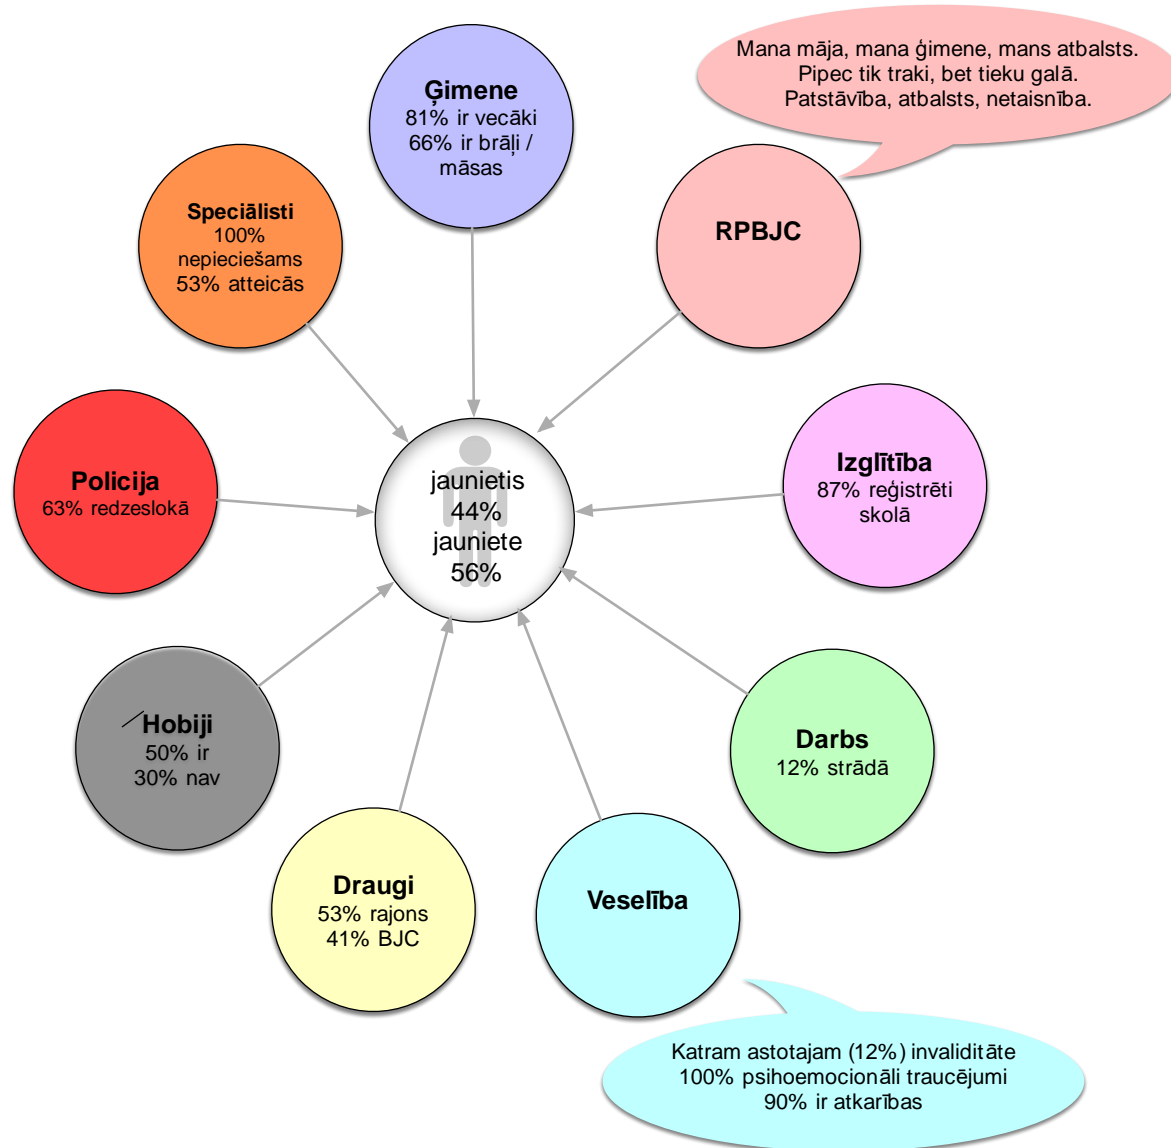 Mana māja, mana ģimene, mans atbalsts.
Pipec tik traki, bet tieku galā.
Patstāvība, atbalsts, netaisnība.
Ģimene
81% ir vecāki
66% ir brāļi /
māsas
RPBJC
Speciālisti
100%
nepieciešams
53% atteicās
Izglītība
87% reģistrēti
skolā
Policija
63% redzeslokā
jaunietis
44%
jauniete
56%
Hobiji
50% ir
30% nav
Darbs
12% strādā
Draugi
53% rajons
41% BJC
Veselība
Katram astotajam (12%) invaliditāte
100% psihoemocionāli traucējumi
90% ir atkarības